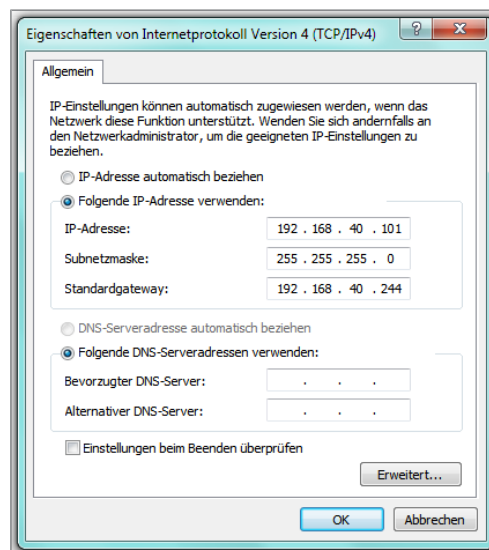 Eigenschaften von Internetprotokoll Version 4 (TCP/IPv4)
Allgemein
IP-Einstellungen können automatisch zugewiesen werden, wenn das
Netzwerk diese Funktion unterstützt. Wenden Sie sich andernfalls an
den Netzwerkadministrator, um die geeigneten IP-Einstellungen zu
beziehen.
IP-Adresse automatisch beziehen
Folgende IP-Adresse verwenden:
IP-Adresse: 192 . 168 . 40 . 101
Subnetzmaske: 255 . 255 . 255 . 0
Standardgateway: 192 . 168 . 40 . 244
DNS-Serveradresse automatisch beziehen
Folgende DNS-Serveradressen verwenden:
Bevorzugter DNS-Server: . . .
Alternativer DNS-Server: . . .
Einstellungen beim Beenden überprüfen
Erweitert...
OK Abbrechen